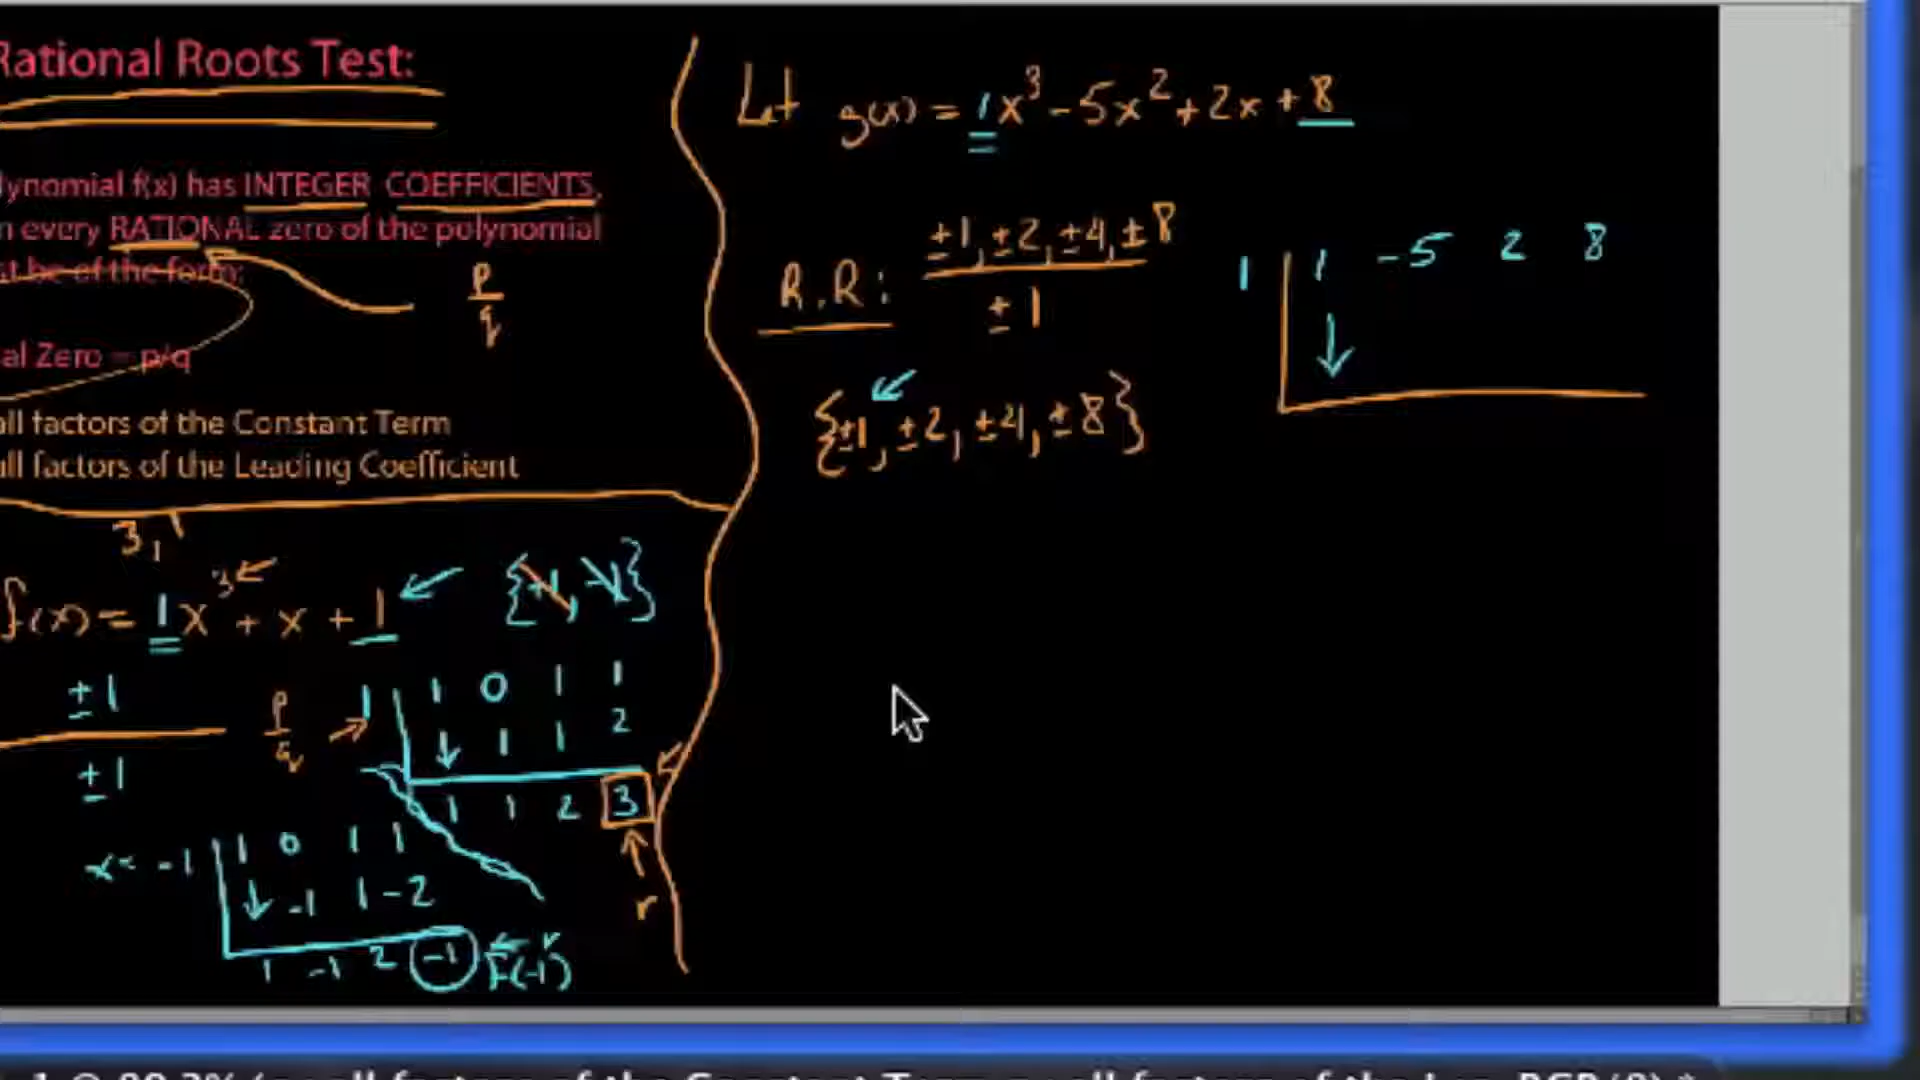 Rational Roots Test:
lynomial f(x) has INTEGER COEFFICIENTS,
n every RATIONAL zero of the polynomial
st be of the form:
p/q
al Zero = p/q
all factors of the Constant Term
all factors of the Leading Coefficient
3, 1
f(x) = 1x³ + x + 1
{+1, -1}
±1
±1
p/q → 1 | 1 0 1 1
↓ 1 1 2
1 1 2 3
r
x = -1 | 1 0 1 1
↓ -1 1 -2
1 -1 2 -1
F(-1)
Let g(x) = 1x³ - 5x² + 2x + 8
R.R:
±1, ±2, ±4, ±8
±1
{±1, ±2, ±4, ±8}
1 | 1 -5 2 8
↓